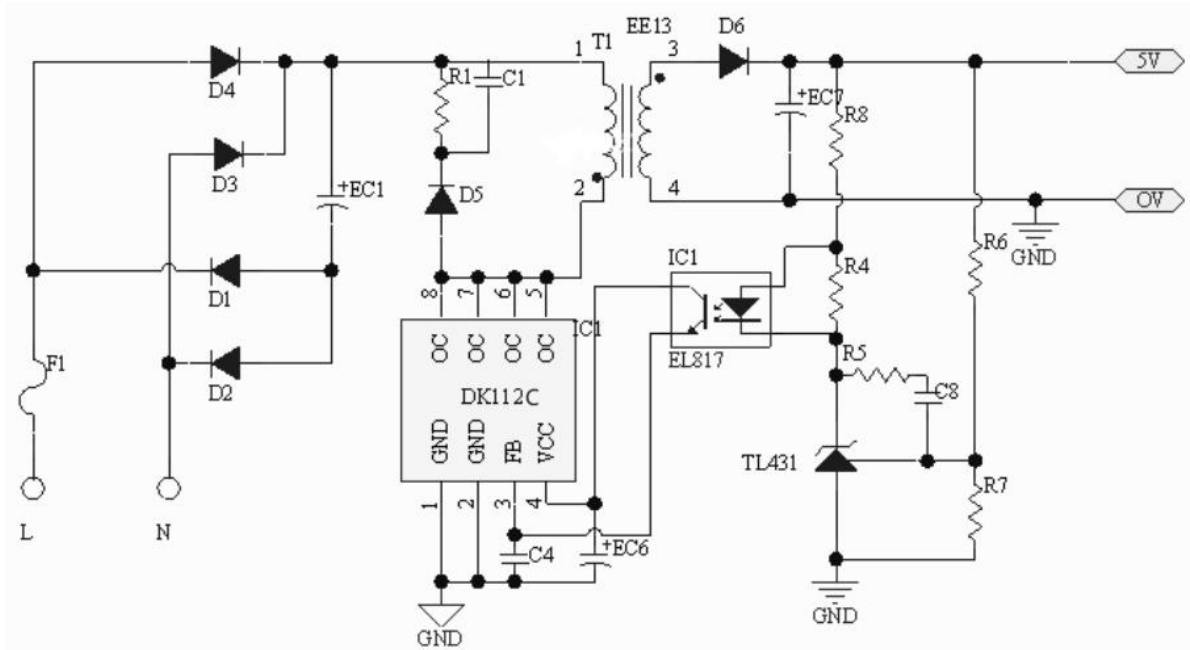 D4
D3
+EC1
D1
D2
F1
L
N
R1
C1
D5
1
T1
2
EE13
3
4
D6
+EC7
R8
5V
0V
GND
R6
R4
IC1
EL817
R5
C8
TL431
R7
GND
8
7
6
5
IC1
OC
OC
OC
OC
DK112C
GND
GND
FB
VCC
1
2
3
4
C4
+EC6
GND